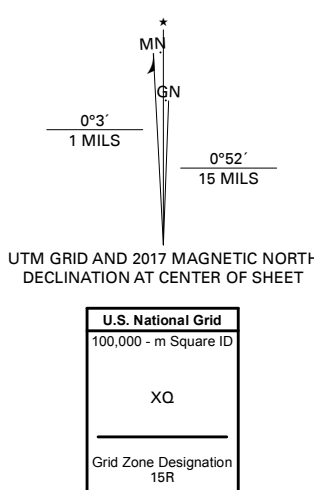 ★
MN
GN
0°3´
1 MILS
0°52´
15 MILS
UTM GRID AND 2017 MAGNETIC NORTH
DECLINATION AT CENTER OF SHEET
U.S. National Grid
100,000 - m Square ID
XQ
Grid Zone Designation
15R